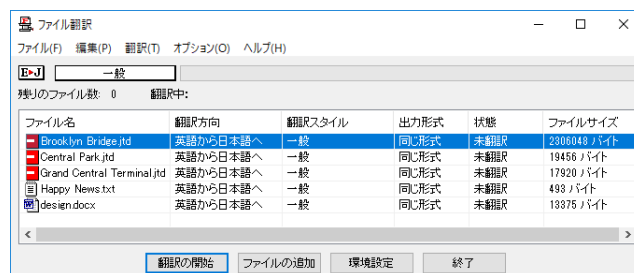 ファイル翻訳
ファイル(F) 編集(P) 翻訳(T) オプション(O) ヘルプ(H)
E▸J 一般
残りのファイル数: 0 翻訳中:
ファイル名 翻訳方向 翻訳スタイル 出力形式 状態 ファイルサイズ
Brooklyn Bridge.jtd 英語から日本語へ 一般 同じ形式 未翻訳 2306048 バイト
Central Park.jtd 英語から日本語へ 一般 同じ形式 未翻訳 19456 バイト
Grand Central Terminal.jtd 英語から日本語へ 一般 同じ形式 未翻訳 17920 バイト
Happy News.txt 英語から日本語へ 一般 同じ形式 未翻訳 493 バイト
design.docx 英語から日本語へ 一般 同じ形式 未翻訳 13375 バイト
翻訳の開始 ファイルの追加 環境設定 終了